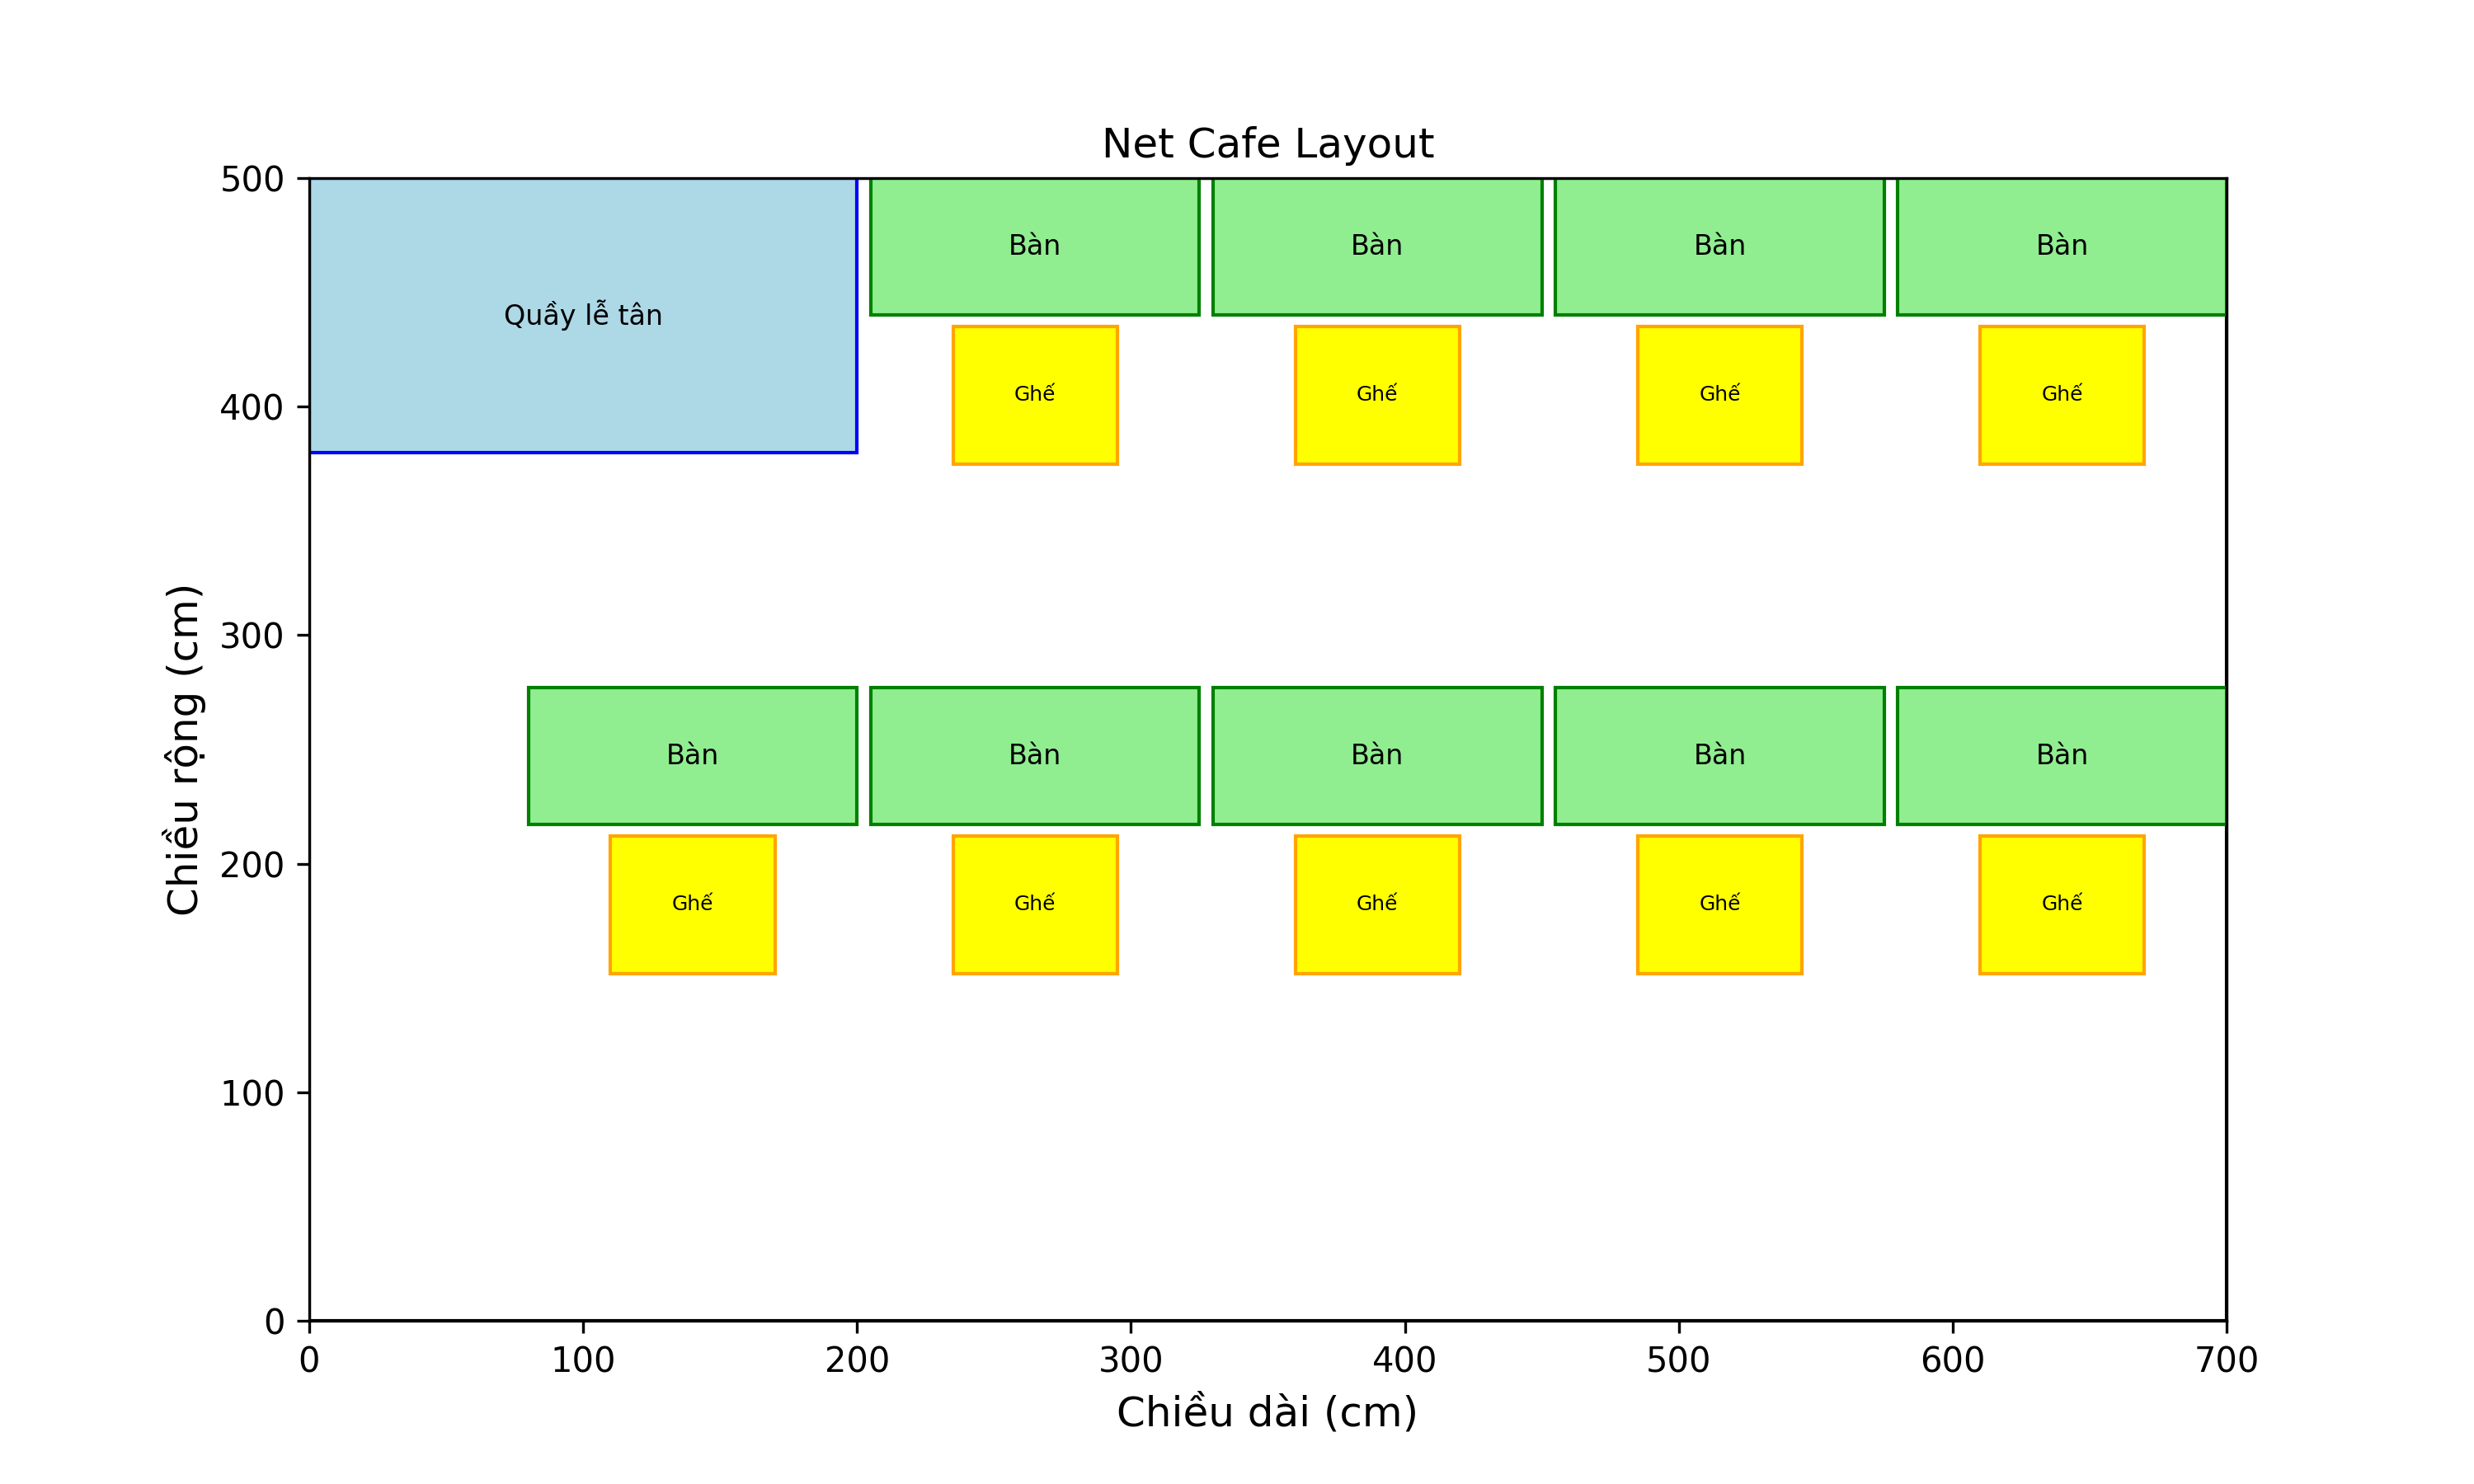 Net Cafe Layout
500
Bàn Bàn Bàn Bàn
Quầy lễ tân
400
Ghế Ghế Ghế Ghế
300
Chiều rộng (cm)
Bàn Bàn Bàn Bàn Bàn
200
Ghế Ghế Ghế Ghế Ghế
100
0
0 100 200 300 400 500 600 700
Chiều dài (cm)